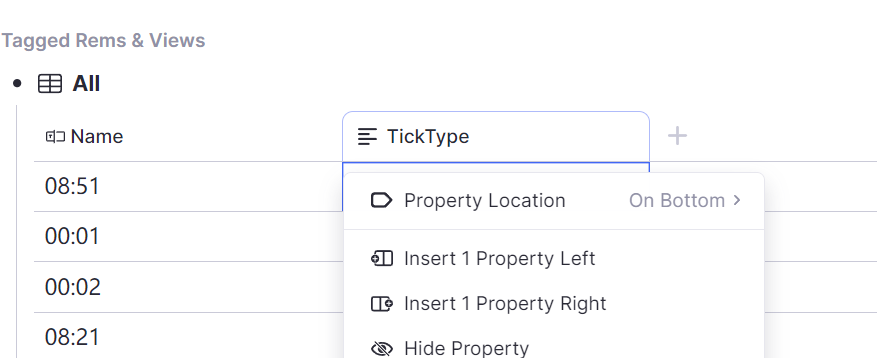 Tagged Rems & Views
All
Name TickType
08:51
Property Location On Bottom
00:01
Insert 1 Property Left
00:02
Insert 1 Property Right
08:21
Hide Property